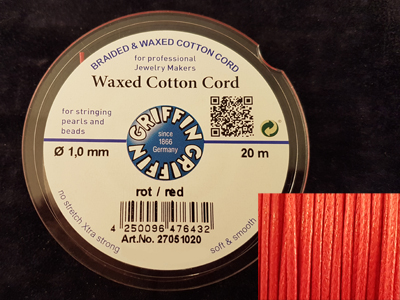 BRAIDED & WAXED COTTON CORD
for professional
Jewelry Makers
Waxed Cotton Cord
for stringing
pearls and
beads
GRIFFIN
since
1866
Germany
GRIFFIN
Ø 1,0 mm
20 m
rot / red
4 250096 476432
Art.No. 27051020
no stretch, Xtra strong
soft & smooth